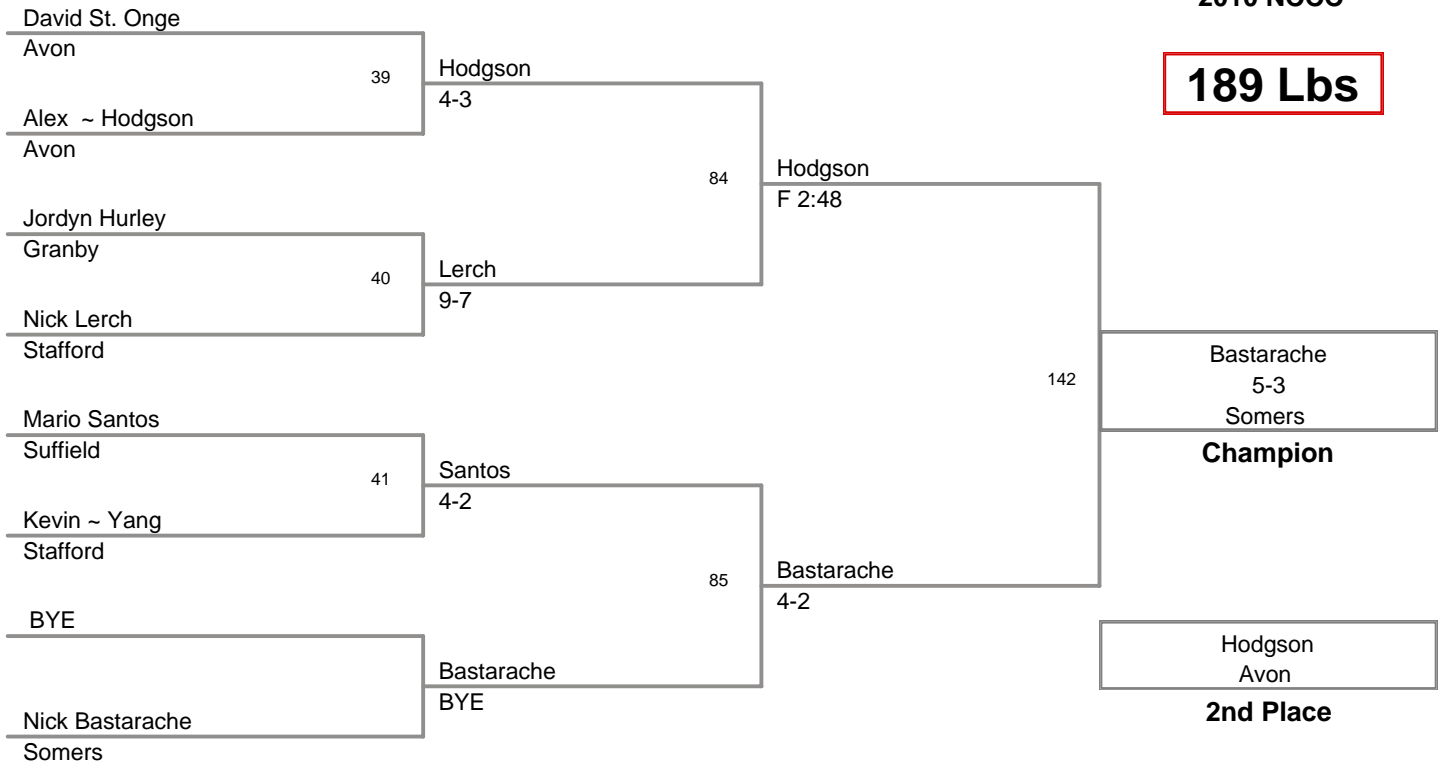 2010 NCCC
189 Lbs
David St. Onge
Avon
39
Alex ~ Hodgson
Avon
Hodgson
4-3
Jordyn Hurley
Granby
40
Nick Lerch
Stafford
Lerch
9-7
84
Hodgson
F 2:48
Mario Santos
Suffield
41
Kevin ~ Yang
Stafford
Santos
4-2
BYE
Nick Bastarache
Somers
Bastarache
BYE
85
Bastarache
4-2
142
Bastarache
5-3
Somers
Champion
Hodgson
Avon
2nd Place